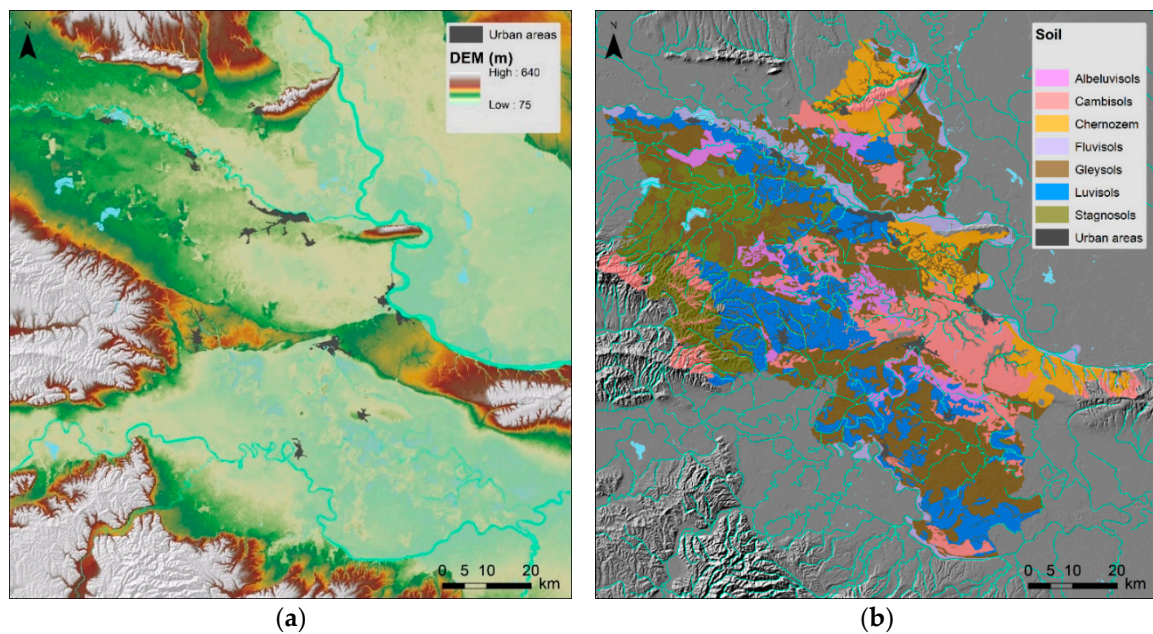 N
Urban areas
DEM (m)
High : 640
Low : 75
0 5 10 20
km
(a)
N
Soil
Albeluvisols
Cambisols
Chernozem
Fluvisols
Gleysols
Luvisols
Stagnosols
Urban areas
0 5 10 20
km
(b)